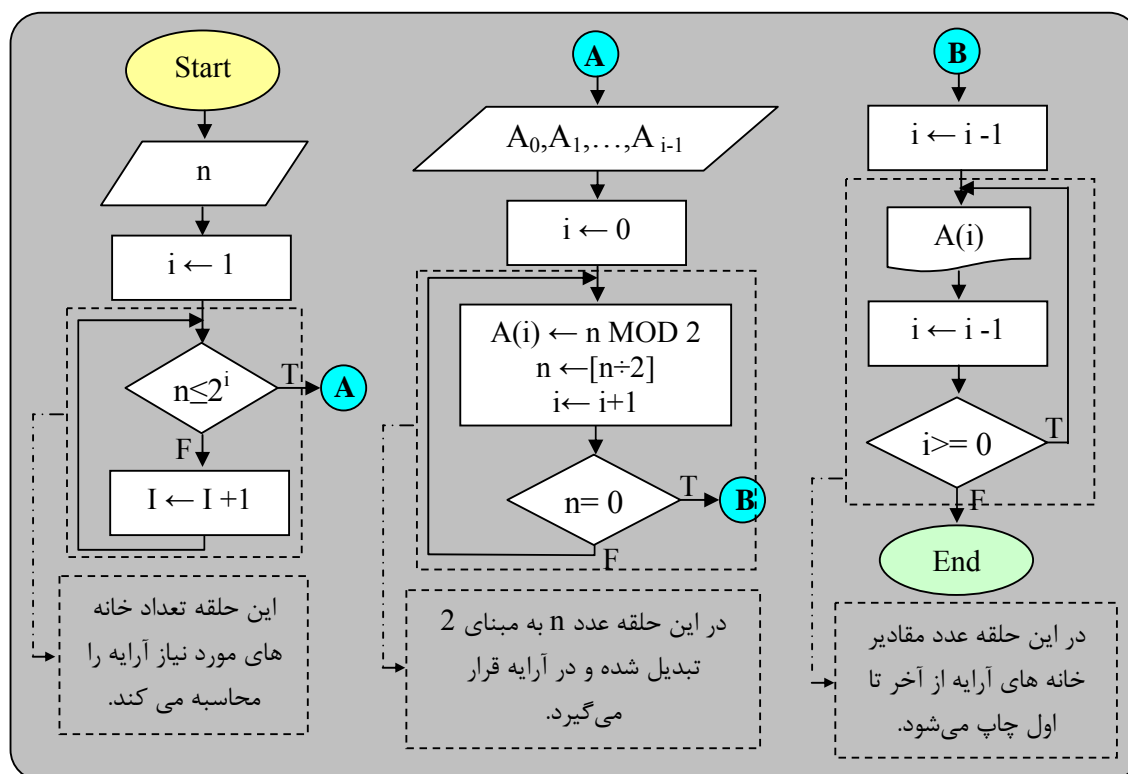 Start
n
i ← 1
n≤2^i
T
A
F
I ← I +1
این حلقه تعداد خانه
های مورد نیاز آرایه را
محاسبه می کند.
A
A₀,A₁,…,A ᵢ₋₁
i ← 0
A(i) ← n MOD 2
n ←[n÷2]
i← i+1
n= 0
T
B
F
در این حلقه عدد n به مبنای 2
تبدیل شده و در آرایه قرار
می‌گیرد.
B
i ← i -1
A(i)
i ← i -1
i>= 0
T
F
End
در این حلقه عدد مقادیر
خانه های آرایه از آخر تا
اول چاپ می‌شود.